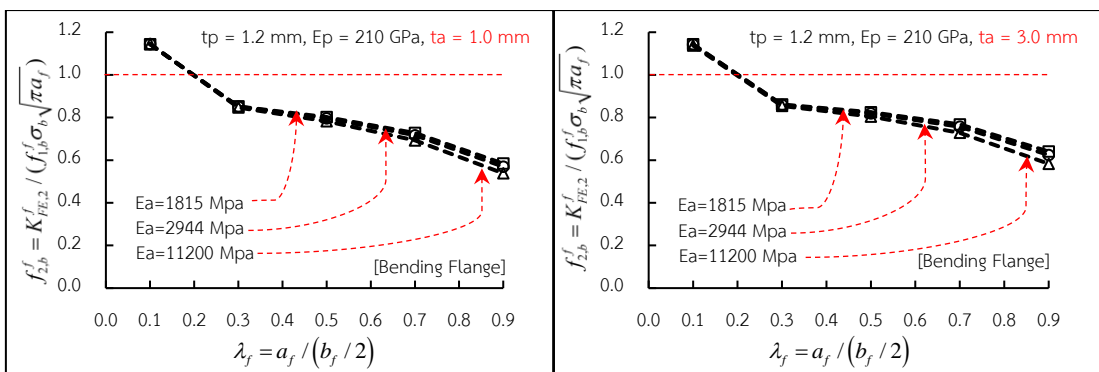 tp = 1.2 mm, Ep = 210 GPa, ta = 1.0 mm
f^f_{2,b} = K^f_{FE,2} / (f^f_{1,b} σ_b √πa_f)
1.2
1.0
0.8
0.6
0.4
0.2
0.0
Ea=1815 Mpa
Ea=2944 Mpa
Ea=11200 Mpa
[Bending Flange]
0.0 0.1 0.2 0.3 0.4 0.5 0.6 0.7 0.8 0.9
λ_f = a_f / (b_f / 2)
tp = 1.2 mm, Ep = 210 GPa, ta = 3.0 mm
f^f_{2,b} = K^f_{FE,2} / (f^f_{1,b} σ_b √πa_f)
1.2
1.0
0.8
0.6
0.4
0.2
0.0
Ea=1815 Mpa
Ea=2944 Mpa
Ea=11200 Mpa
[Bending Flange]
0.0 0.1 0.2 0.3 0.4 0.5 0.6 0.7 0.8 0.9
λ_f = a_f / (b_f / 2)